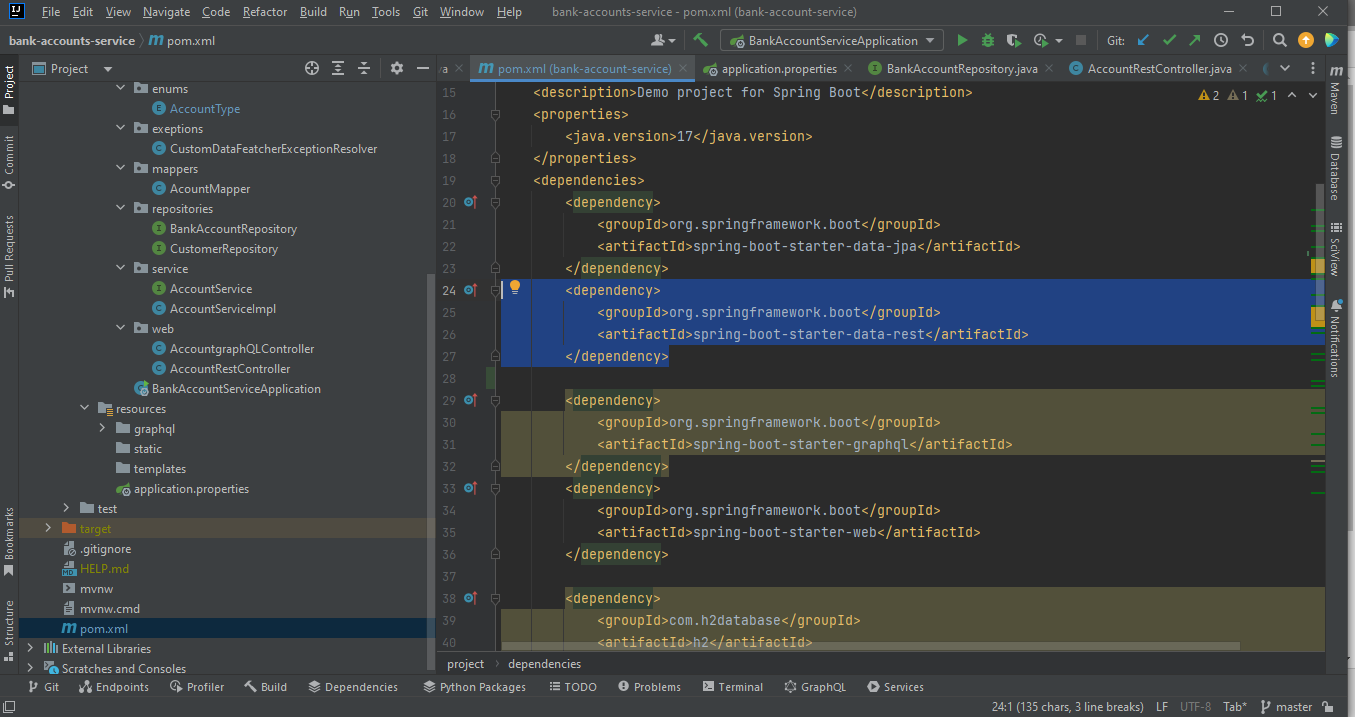 File Edit View Navigate Code Refactor Build Run Tools Git Window Help bank-accounts-service - pom.xml (bank-account-service)
bank-accounts-service m pom.xml BankAccountServiceApplication Git:
Project
va
pom.xml (bank-account-service)
application.properties
BankAccountRepository.java
AccountRestController.java
Project
Commit
Pull Requests
Bookmarks
Structure
enums
AccountType
exeptions
CustomDataFeatcherExceptionResolver
mappers
AcountMapper
repositories
BankAccountRepository
CustomerRepository
service
AccountService
AccountServiceImpl
web
AccountgraphQLController
AccountRestController
BankAccountServiceApplication
resources
graphql
static
templates
application.properties
test
target
.gitignore
HELP.md
mvnw
mvnw.cmd
pom.xml
External Libraries
Scratches and Consoles
2 1 1
15 <description>Demo project for Spring Boot</description>
16 <properties>
17 <java.version>17</java.version>
18 </properties>
19 <dependencies>
20 <dependency>
21 <groupId>org.springframework.boot</groupId>
22 <artifactId>spring-boot-starter-data-jpa</artifactId>
23 </dependency>
24 <dependency>
25 <groupId>org.springframework.boot</groupId>
26 <artifactId>spring-boot-starter-data-rest</artifactId>
27 </dependency>
28
29 <dependency>
30 <groupId>org.springframework.boot</groupId>
31 <artifactId>spring-boot-starter-graphql</artifactId>
32 </dependency>
33 <dependency>
34 <groupId>org.springframework.boot</groupId>
35 <artifactId>spring-boot-starter-web</artifactId>
36 </dependency>
37
38 <dependency>
39 <groupId>com.h2database</groupId>
40 <artifactId>h2</artifactId>
project dependencies
Maven
Database
SciView
Notifications
Git Endpoints Profiler Build Dependencies Python Packages TODO Problems Terminal GraphQL Services
24:1 (135 chars, 3 line breaks) LF UTF-8 Tab* master